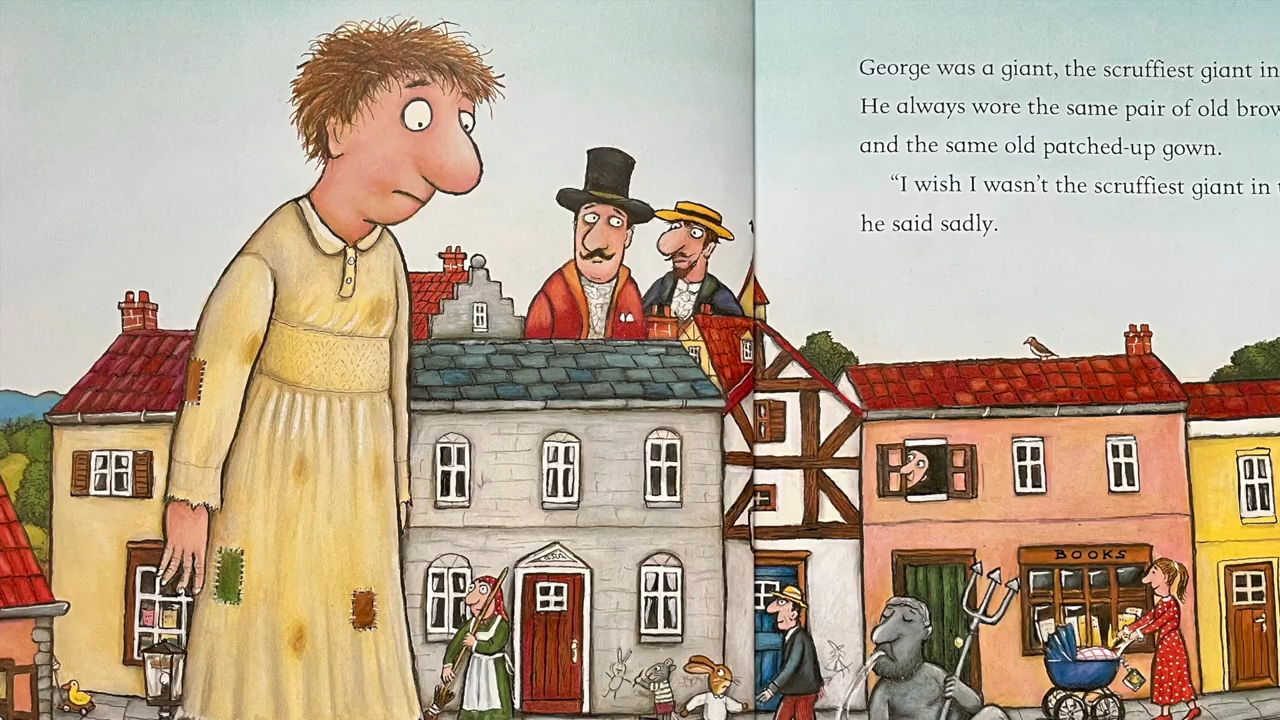 George was a giant, the scruffiest giant in
He always wore the same pair of old brow
and the same old patched-up gown.
“I wish I wasn’t the scruffiest giant in
he said sadly.
BOOKS